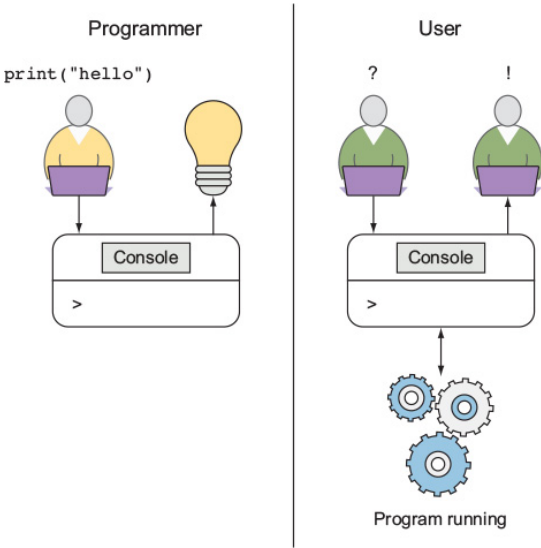 Programmer
print("hello")
Console
>
User
?
!
Console
>
Program running